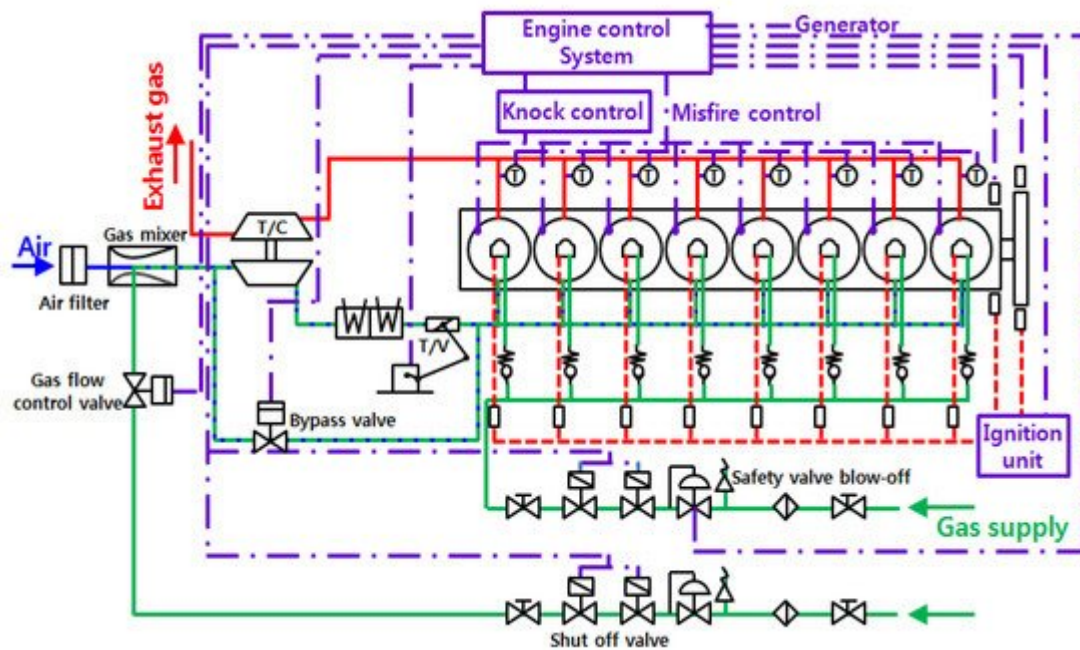 Engine control
System
Generator
Knock control
Misfire control
Exhaust gas
T
T
T
T
T
T
T
T
T/C
Gas mixer
Air
Air filter
W W
T/V
Gas flow
control valve
Bypass valve
Ignition
unit
Safety valve blow-off
Gas supply
Shut off valve